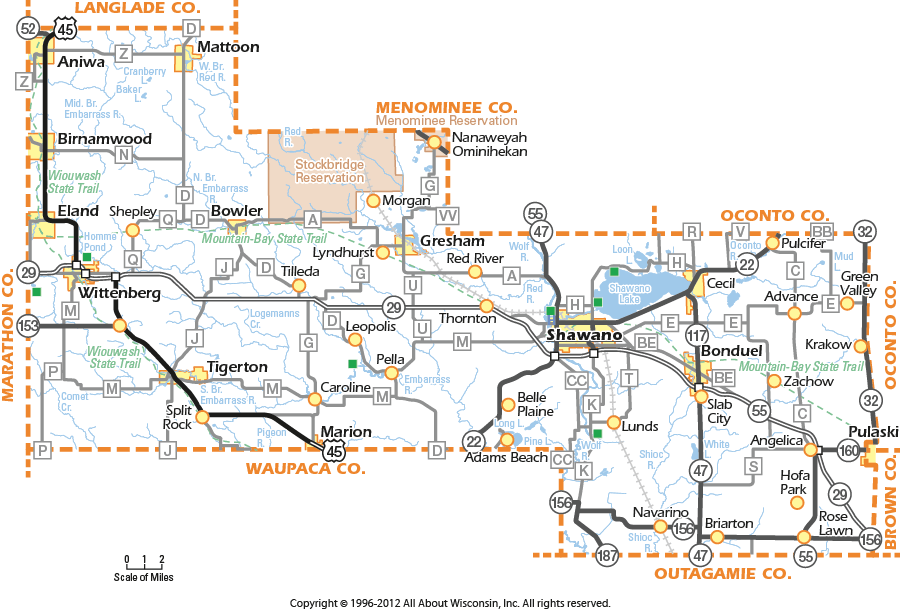 LANGLADE CO.
52
45
D
Mattoon
Aniwa
Z
Z
Cranberry
Baker L.
W. Br.
Red R.
Mid. Br.
Embarrass R.
MENOMINEE CO.
Menominee Reservation
Birnamwood
N
Red
R.
Nanaweyah
Ominihekan
Stockbridge
Reservation
Wiouwash
State Trail
N. Br.
Embarrass
R.
D
G
Morgan
Eland
Shepley
Q
D
Bowler
A
VV
55
47
OCONTO CO.
Homme
Pond
Mountain-Bay State Trail
Gresham
Lyndhurst
Wolf
R.
R
V
BB
32
Pulcifer
Oconto
R.
Loon
L.
Mud
L.
29
Q
J
D
Tilleda
G
Red River
A
H
J
22
C
Green
Valley
Wittenberg
U
Red
R.
Shawano
Lake
Cecil
MARATHON CO.
M
Logemanns
Cr.
29
Thornton
H
Advance
E
153
D
Leopolis
U
Shawano
E
E
117
OCONTO CO.
Wiouwash
State Trail
J
G
M
BE
Bonduel
Krakow
Pella
Mountain-Bay State Trail
P
Tigerton
Embarrass
R.
CC
T
BE
Zachow
M
M
Caroline
M
Comet
Cr.
S. Br.
Embarrass R.
K
Slab
City
32
Split
Rock
Belle
Plaine
55
C
Lunds
Pigeon
R.
Marion
Long L.
Pine L.
Wolf
R.
White
Angelica
Pulaski
P
J
45
D
22
Adams Beach
160
WAUPACA CO.
CC
K
Shioc
R.
47
S
Hofa
Park
29
BROWN CO.
156
Navarino
156
Briarton
Rose
Lawn
Shioc
R.
156
187
47
55
OUTAGAMIE CO.
0 1 2
Scale of Miles
Copyright © 1996-2012 All About Wisconsin, Inc. All rights reserved.